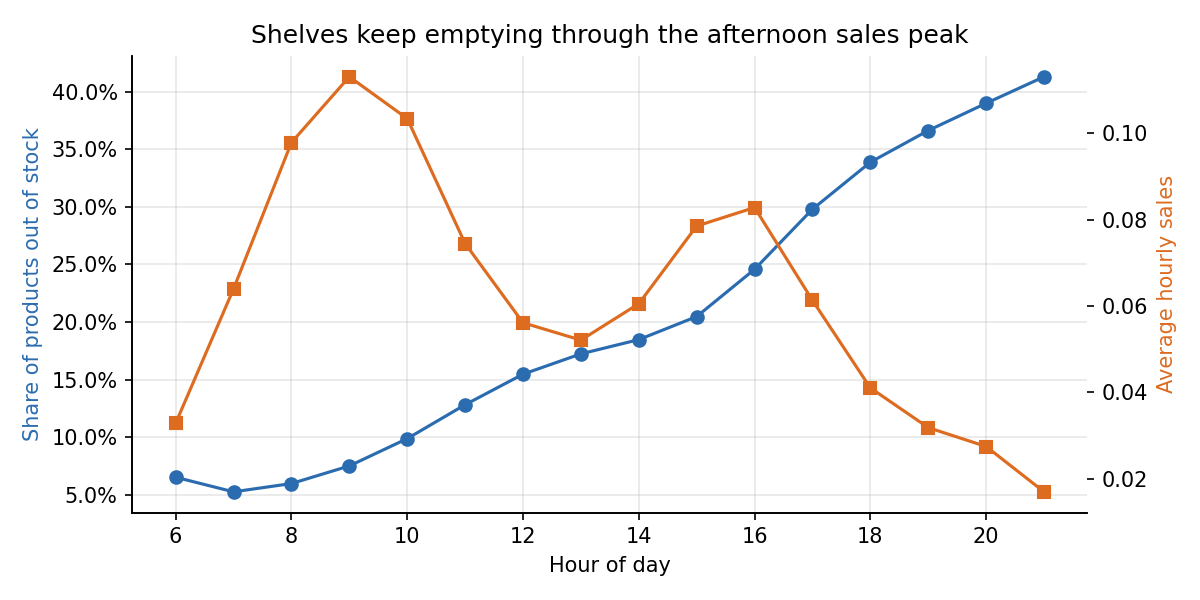 Shelves keep emptying through the afternoon sales peak
Share of products out of stock
40.0%
35.0%
30.0%
25.0%
20.0%
15.0%
10.0%
5.0%
0.10
0.08
0.06
0.04
0.02
Average hourly sales
6 8 10 12 14 16 18 20
Hour of day